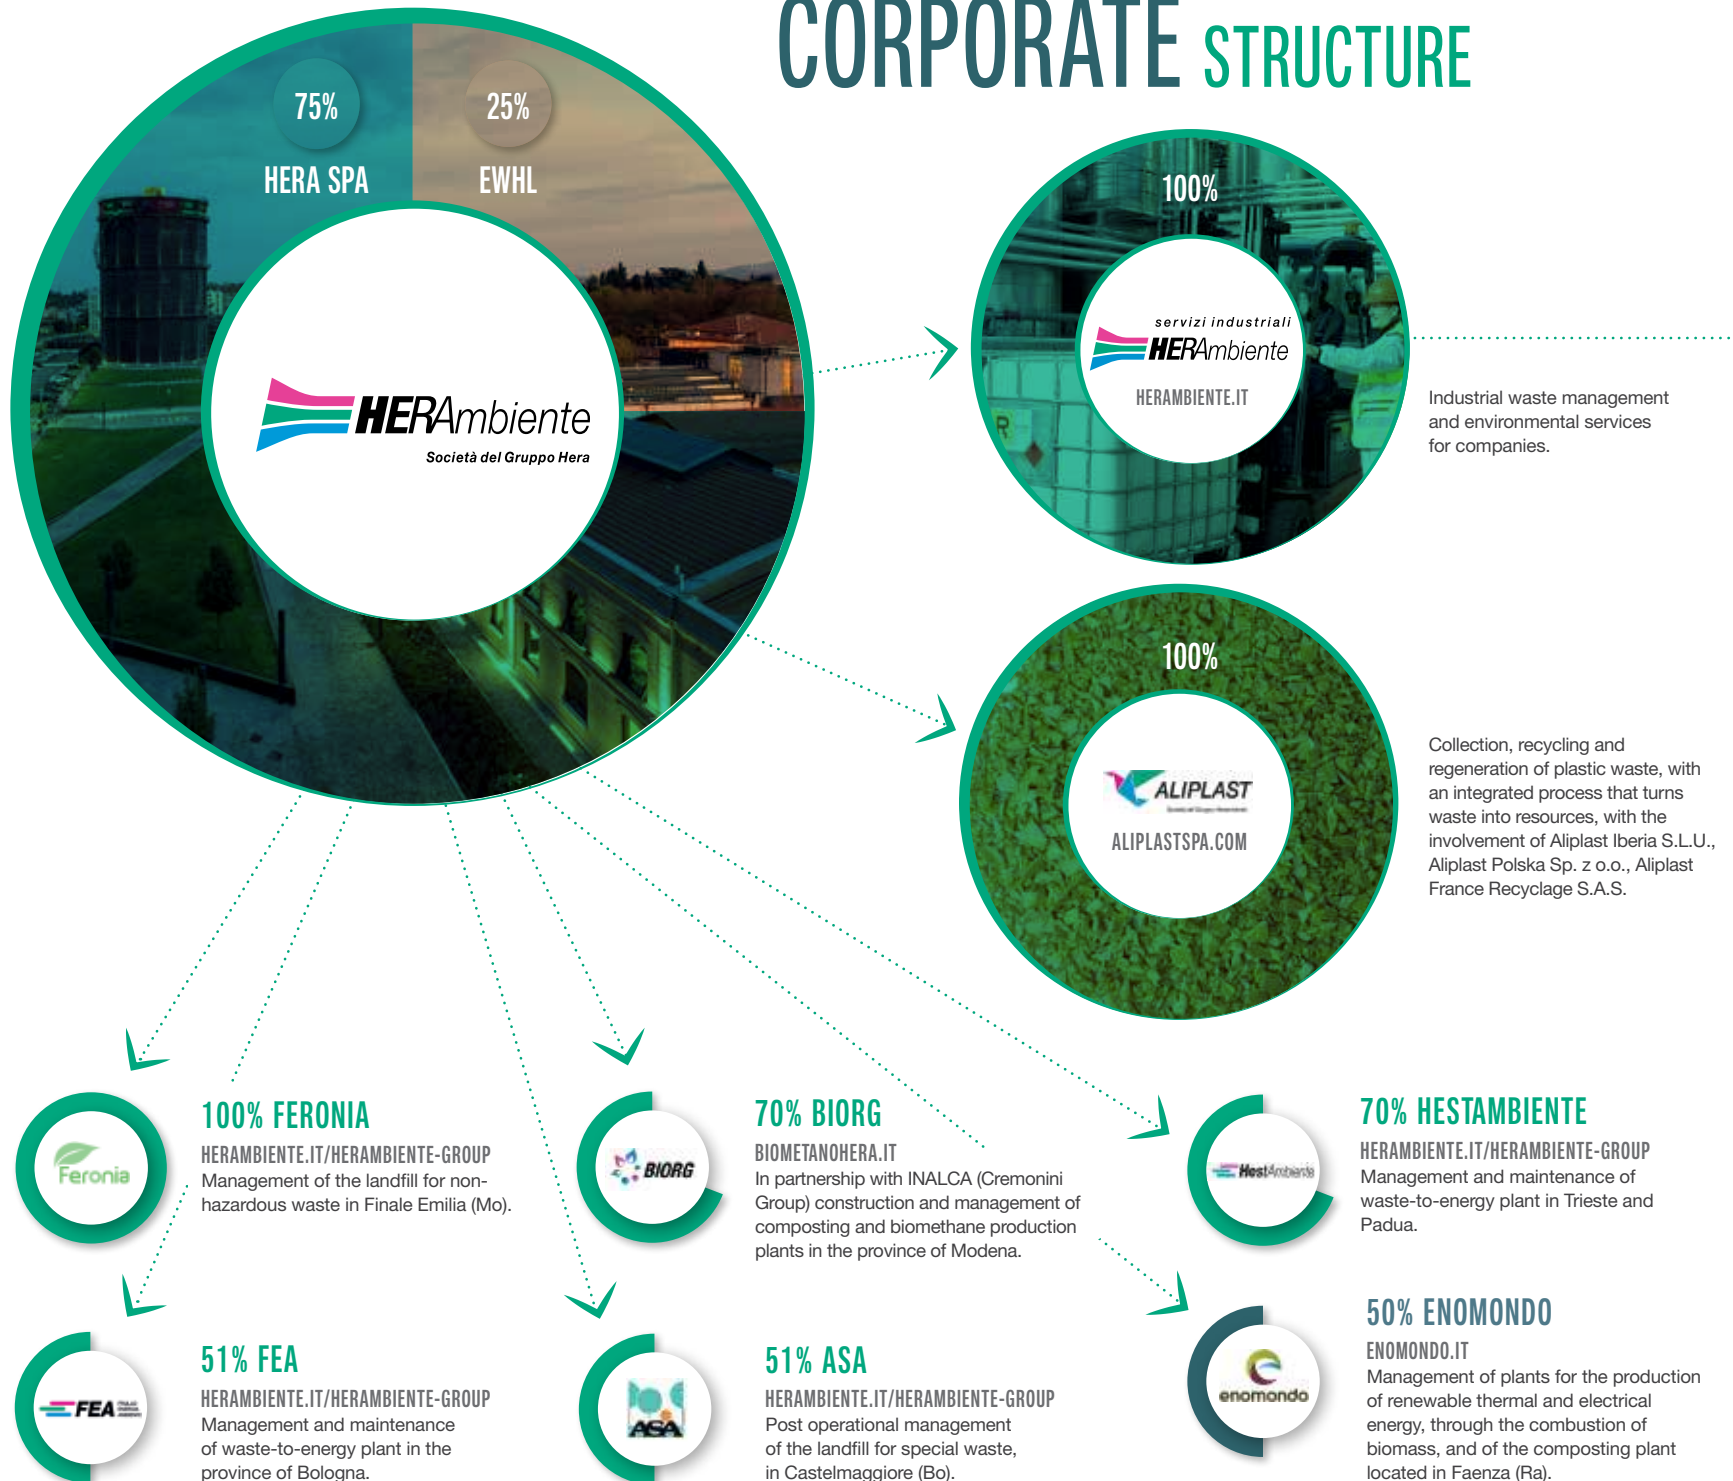 CORPORATE STRUCTURE
75%
HERA SPA
25%
EWHL
HERAmbiente
Società del Gruppo Hera
100%
servizi industriali
HERAmbiente
HERAMBIENTE.IT
Industrial waste management
and environmental services
for companies.
100%
ALIPLAST
ALIPLASTSPA.COM
Collection, recycling and
regeneration of plastic waste, with
an integrated process that turns
waste into resources, with the
involvement of Aliplast Iberia S.L.U.,
Aliplast Polska Sp. z o.o., Aliplast
France Recyclage S.A.S.
Feronia
100% FERONIA
HERAMBIENTE.IT/HERAMBIENTE-GROUP
Management of the landfill for non-
hazardous waste in Finale Emilia (Mo).
BIORG
70% BIORG
BIOMETANOHERA.IT
In partnership with INALCA (Cremonini
Group) construction and management of
composting and biomethane production
plants in the province of Modena.
HestAmbiente
70% HESTAMBIENTE
HERAMBIENTE.IT/HERAMBIENTE-GROUP
Management and maintenance of
waste-to-energy plant in Trieste and
Padua.
FEA
51% FEA
HERAMBIENTE.IT/HERAMBIENTE-GROUP
Management and maintenance
of waste-to-energy plant in the
province of Bologna.
ASA
51% ASA
HERAMBIENTE.IT/HERAMBIENTE-GROUP
Post operational management
of the landfill for special waste,
in Castelmaggiore (Bo).
enomondo
50% ENOMONDO
ENOMONDO.IT
Management of plants for the production
of renewable thermal and electrical
energy, through the combustion of
biomass, and of the composting plant
located in Faenza (Ra).